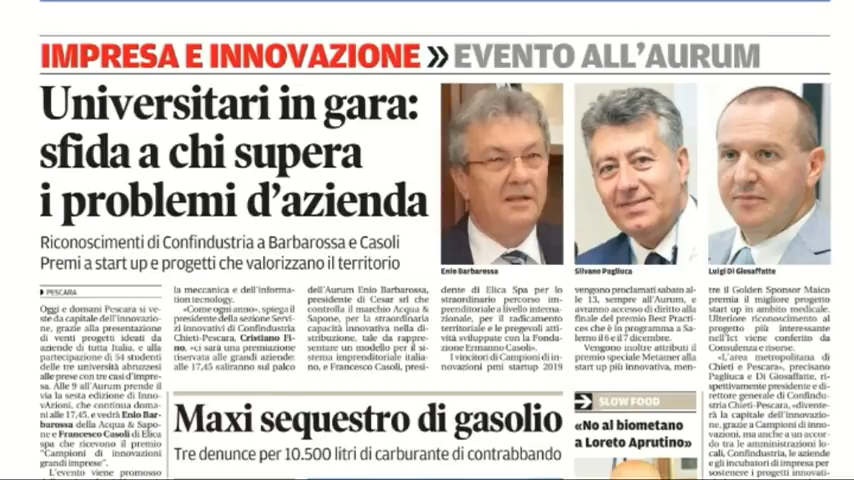 IMPRESA E INNOVAZIONE » EVENTO ALL'AURUM
Universitari in gara:
sfida a chi supera
i problemi d'azienda
Riconoscimenti di Confindustria a Barbarossa e Casoli
Premi a start up e progetti che valorizzano il territorio
Enio Barbarossa
Silvano Pagliuca
Luigi Di Giosaffatte
PESCARA
Oggi e domani Pescara si ve-
ste da capitale dell'innovazio-
ne, grazie alla presentazione
di venti progetti ideati da
aziende di tutta Italia, e alla
partecipazione di 54 studenti
delle tre università abruzzesi
alle prese con tre casi d'impre-
sa. Alle 9 all'Aurum prende il
via la sesta edizione di Inno-
vAzioni, che continua doma-
ni alle 17,45, e vedrà Enio Bar-
barossa della Acqua & Sapo-
ne e Francesco Casoli di Elica
spa che ricevono il premio
"Campioni di innovazioni
grandi imprese".
L'evento viene promosso
la meccanica e dell'informa-
tion tecnology.
«Come ogni anno», spiega il
presidente della sezione Servi-
zi innovativi di Confindustria
Chieti-Pescara, Cristiano Fi-
no, «ci sarà una premiazione
riservata alle grandi aziende:
alle 17,45 saliranno sul palco
dell'Aurum Enio Barbarossa,
presidente di Cesar srl che
controlla il marchio Acqua &
Sapone, per la straordinaria
capacità innovativa nella di-
stribuzione, tale da rappre-
sentare un modello per il si-
stema imprenditoriale italia-
no, e Francesco Casoli, presi-
dente di Elica Spa per lo
straordinario percorso im-
prenditoriale a livello interna-
zionale, per il radicamento
territoriale e le pregevoli atti-
vità sviluppate con la Fonda-
zione Ermanno Casoli».
I vincitori di Campioni di in-
novazioni pmi startup 2019
vengono proclamati sabato al-
le 13, sempre all'Aurum, e
avranno accesso di diritto alla
finale del premio Best Practi-
ces che è in programma a Sa-
lerno il 6 e il 7 dicembre.
Vengono inoltre attribuiti il
premio speciale Metamer alla
start up più innovativa, men-
tre il Golden Sponsor Maico
premia il migliore progetto
start up in ambito medicale.
Ulteriore riconoscimento al
progetto più interessante
nell'Ict viene conferito da
Consulenza e risorse.
«L'area metropolitana di
Chieti e Pescara», precisano
Pagliuca e Di Giosaffatte, ri-
spettivamente presidente e di-
rettore generale di Confindu-
stria Chieti-Pescara, «divente-
rà la capitale dell'innovazio-
ne, grazie a Campioni di inno-
vazioni, ma anche a un accor-
do tra le amministrazioni lo-
cali, Confindustria, le aziende
e gli incubatori di impresa per
sostenere i progetti innovati-
Maxi sequestro di gasolio
Tre denunce per 10.500 litri di carburante di contrabbando
SLOW FOOD
«No al biometano
a Loreto Aprutino»